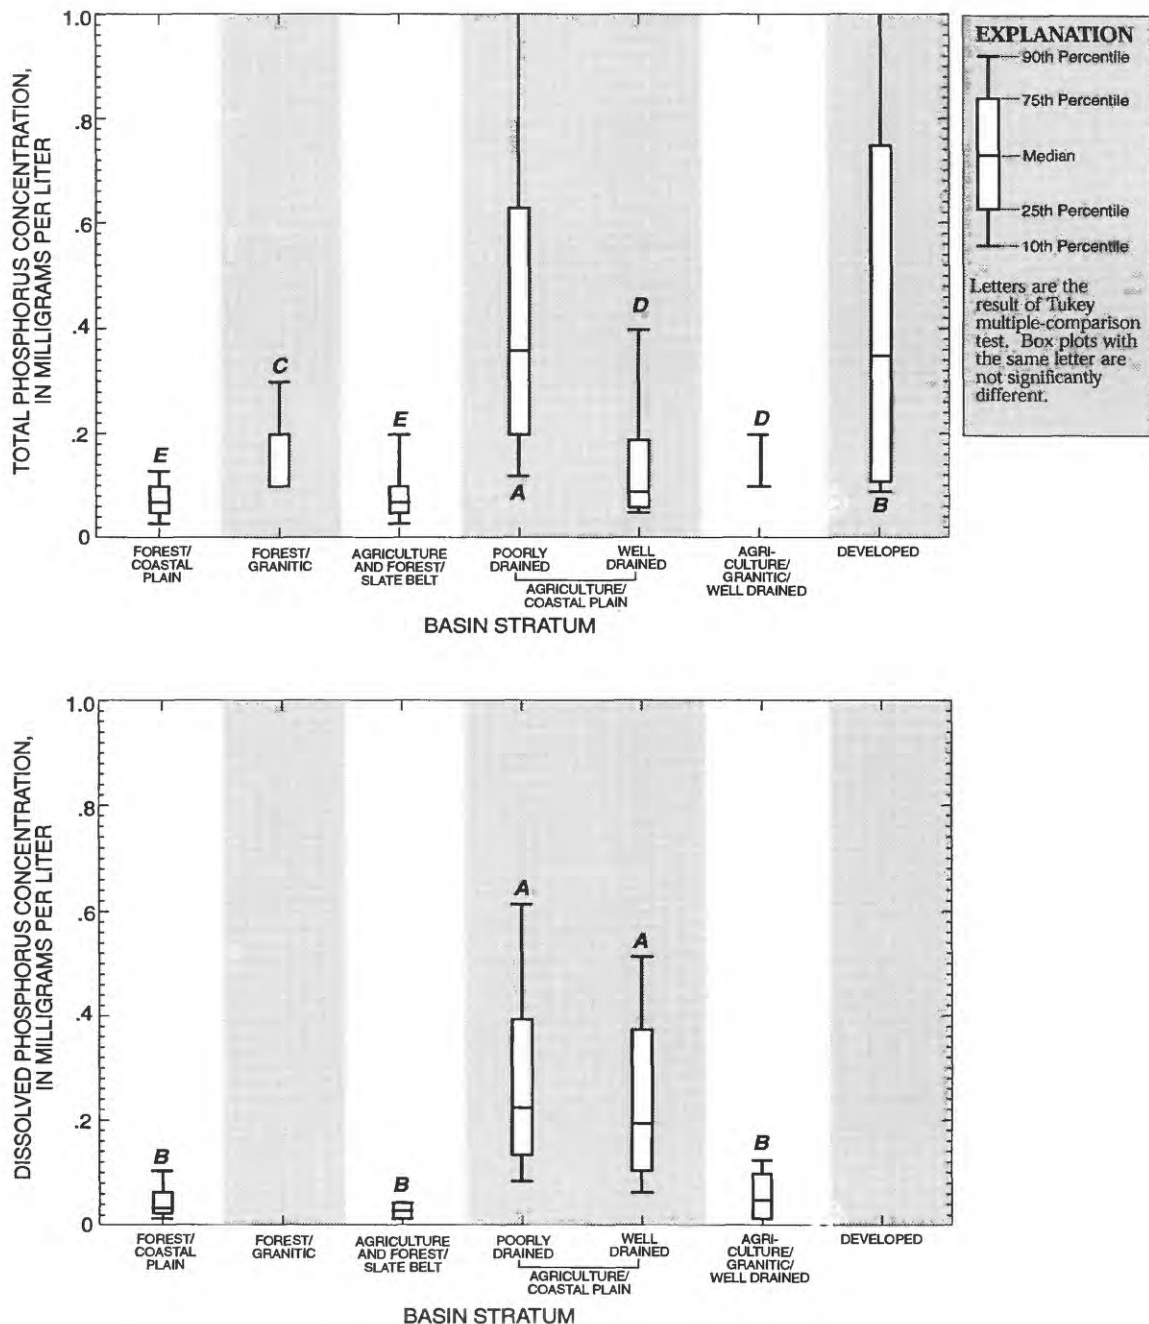 TOTAL PHOSPHORUS CONCENTRATION,
IN MILLIGRAMS PER LITER
1.0
.8
.6
.4
.2
0
E
C
E
A
D
D
B
FOREST/
COASTAL
PLAIN
FOREST/
GRANITIC
AGRICULTURE
AND FOREST/
SLATE BELT
POORLY
DRAINED
WELL
DRAINED
AGRICULTURE/
COASTAL PLAIN
AGRI-
CULTURE/
GRANITIC/
WELL DRAINED
DEVELOPED
BASIN STRATUM
EXPLANATION
90th Percentile
75th Percentile
Median
25th Percentile
10th Percentile
Letters are the
result of Tukey
multiple-comparison
test. Box plots with
the same letter are
not significantly
different.
DISSOLVED PHOSPHORUS CONCENTRATION,
IN MILLIGRAMS PER LITER
1.0
.8
.6
.4
.2
0
B
B
A
A
B
FOREST/
COASTAL
PLAIN
FOREST/
GRANITIC
AGRICULTURE
AND FOREST/
SLATE BELT
POORLY
DRAINED
WELL
DRAINED
AGRICULTURE/
COASTAL PLAIN
AGRI-
CULTURE/
GRANITIC/
WELL DRAINED
DEVELOPED
BASIN STRATUM